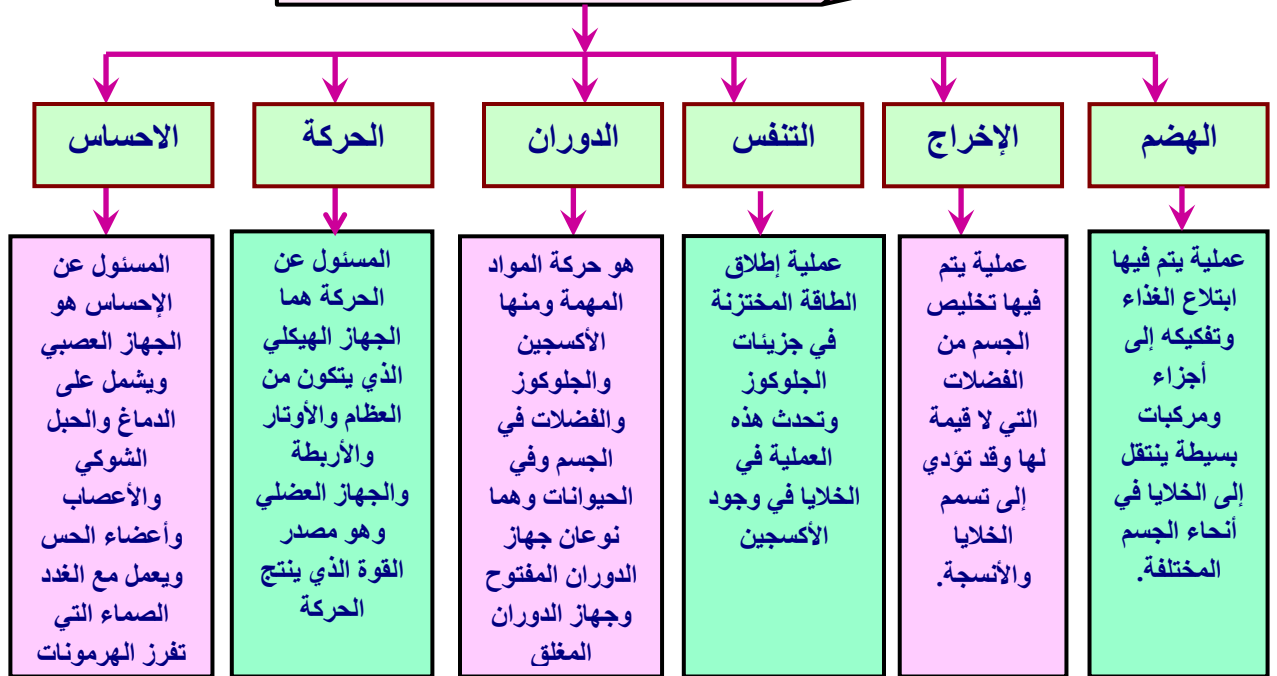 الهضم
الإخراج
التنفس
الدوران
الحركة
الاحساس
عملية يتم فيها
ابتلاع الغذاء
وتفكيكه إلى
أجزاء
ومركبات
بسيطة ينتقل
إلى الخلايا في
أنحاء الجسم
المختلفة.
عملية يتم
فيها تخليص
الجسم من
الفضلات
التي لا قيمة
لها وقد تؤدي
إلى تسمم
الخلايا
والأنسجة.
عملية إطلاق
الطاقة المختزنة
في جزيئات
الجلوكوز
وتحدث هذه
العملية في
الخلايا في وجود
الأكسجين
هو حركة المواد
المهمة ومنها
الأكسجين
والجلوكوز
والفضلات في
الجسم وفي
الحيوانات وهما
نوعان جهاز
الدوران المفتوح
وجهاز الدوران
المغلق
المسئول عن
الحركة هما
الجهاز الهيكلي
الذي يتكون من
العظام والأوتار
والأربطة
والجهاز العضلي
وهو مصدر
القوة الذي ينتج
الحركة
المسئول عن
الإحساس هو
الجهاز العصبي
ويشمل على
الدماغ والحبل
الشوكي
والأعصاب
وأعضاء الحس
ويعمل مع الغدد
الصماء التي
تفرز الهرمونات